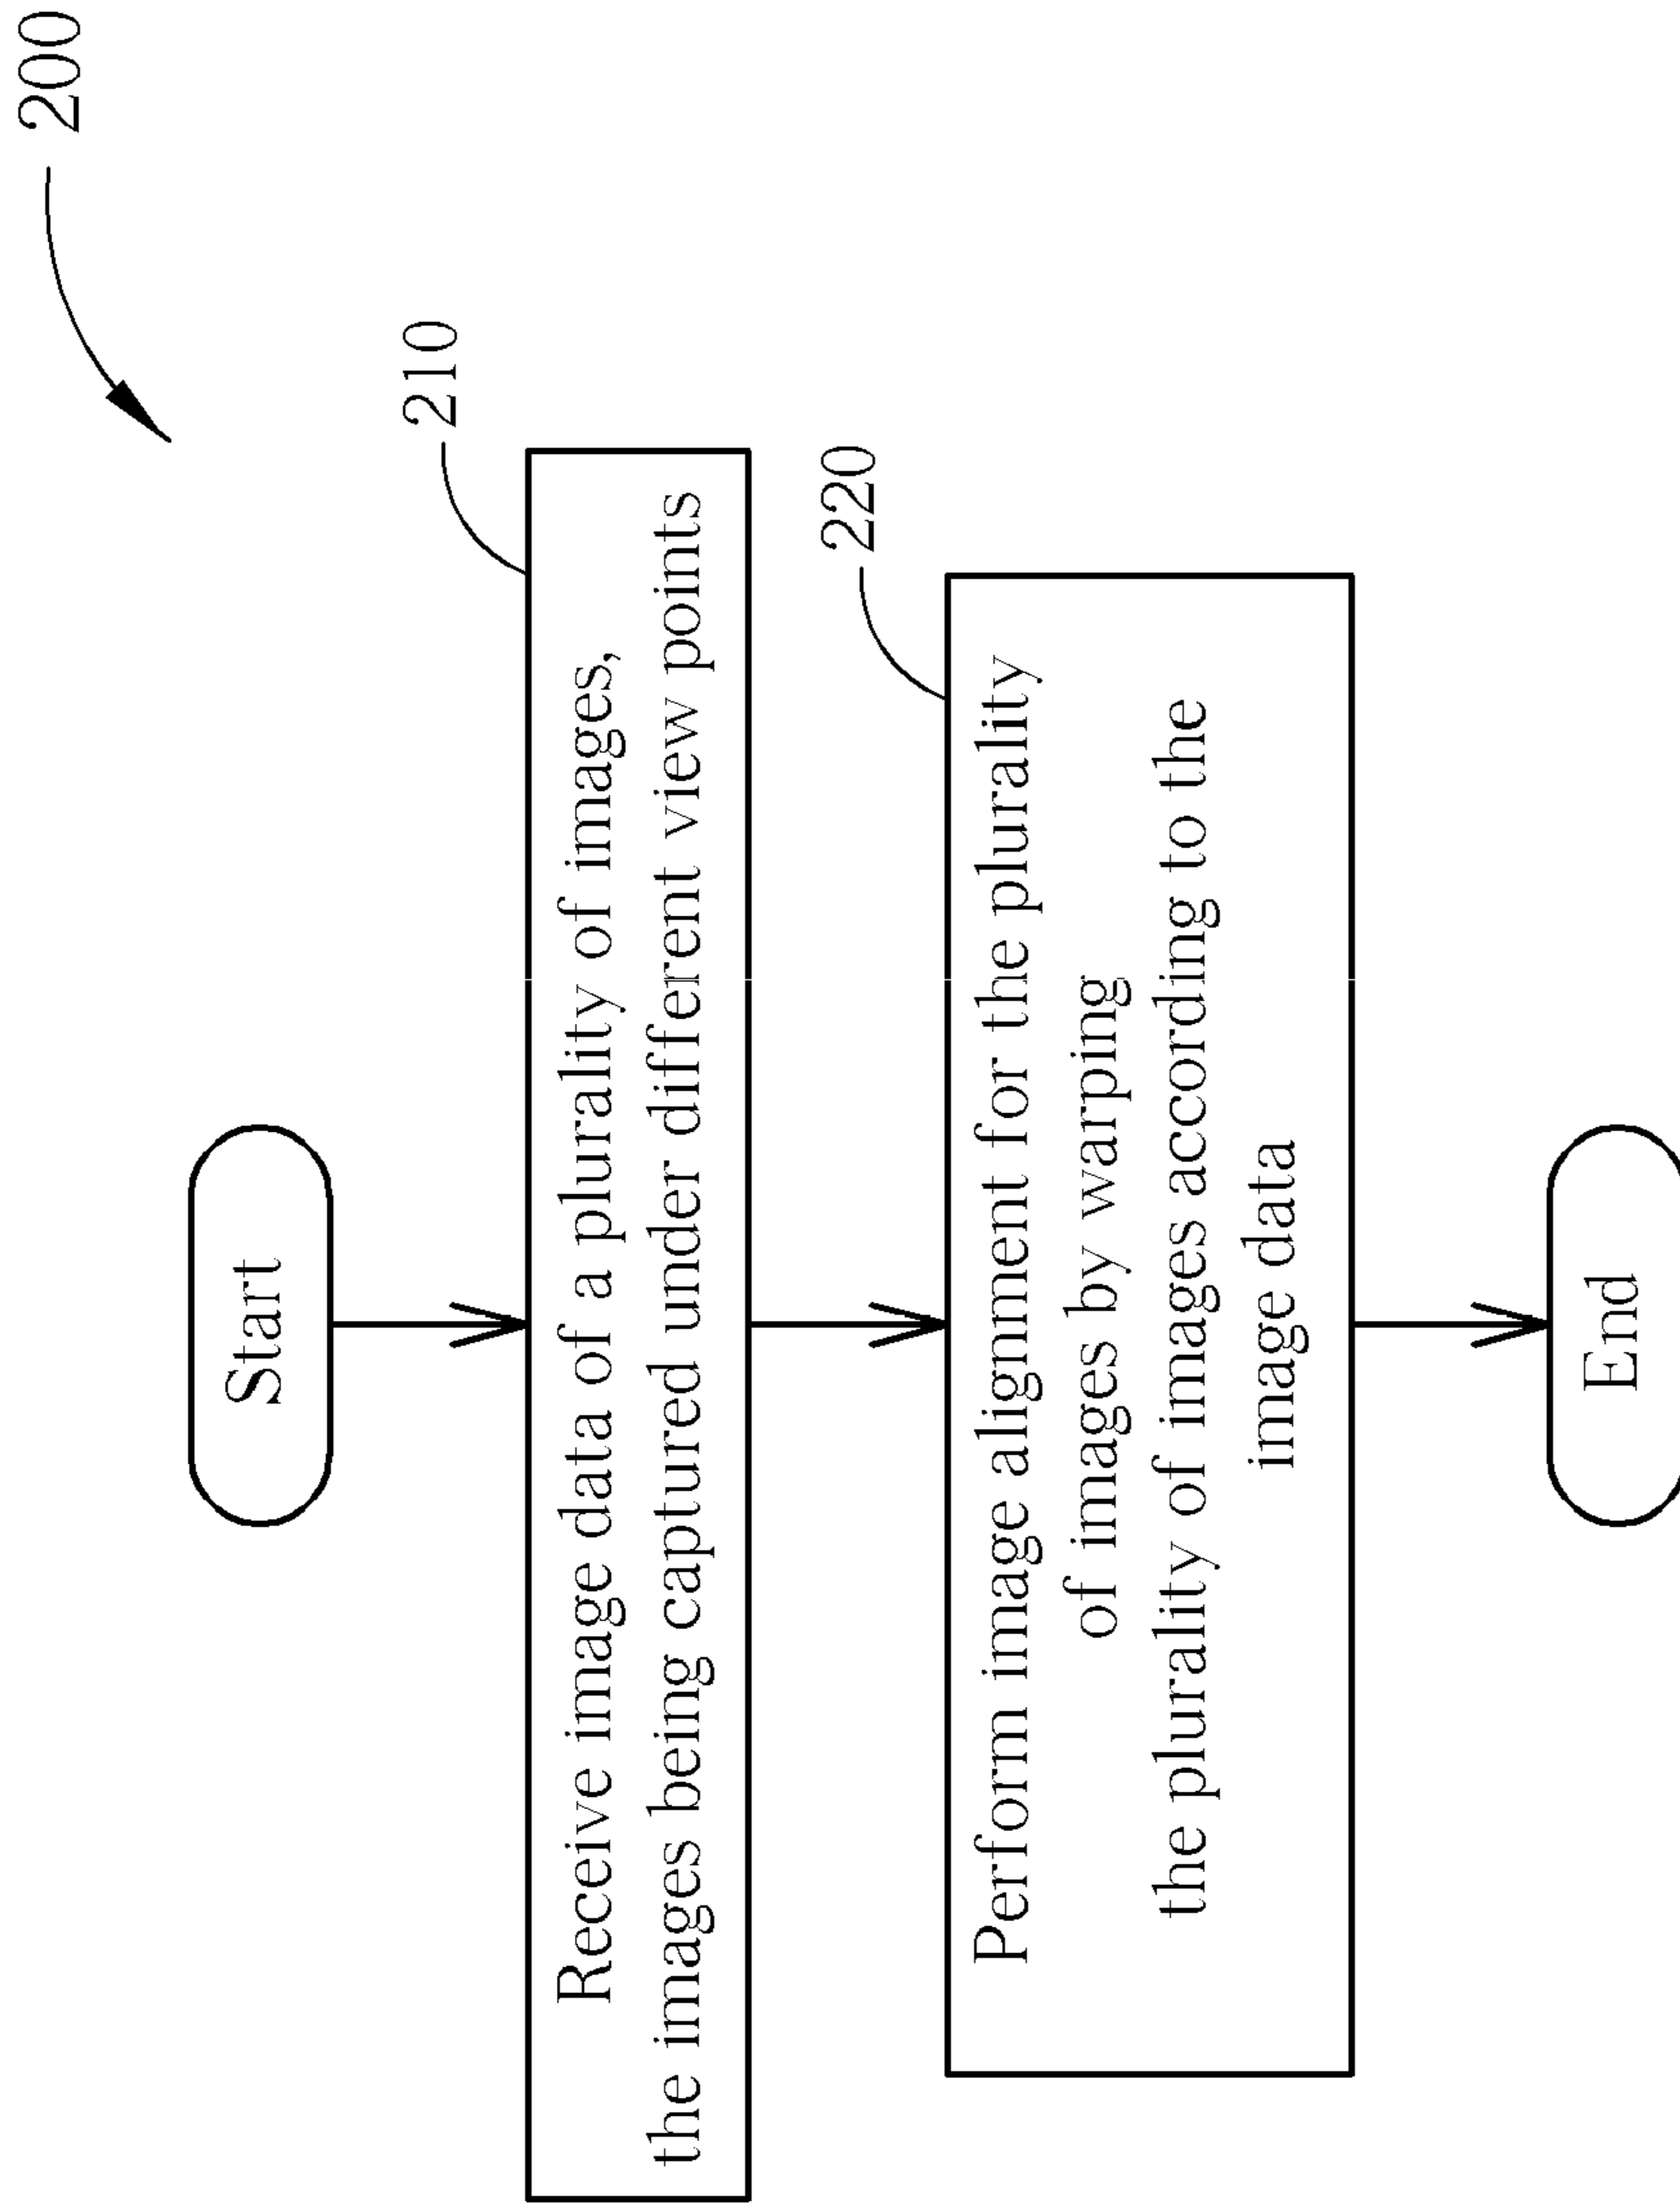 200
Start
210
Receive image data of a plurality of images,
the images being captured under different view points
220
Perform image alignment for the plurality
of images by warping
the plurality of images according to the
image data
End